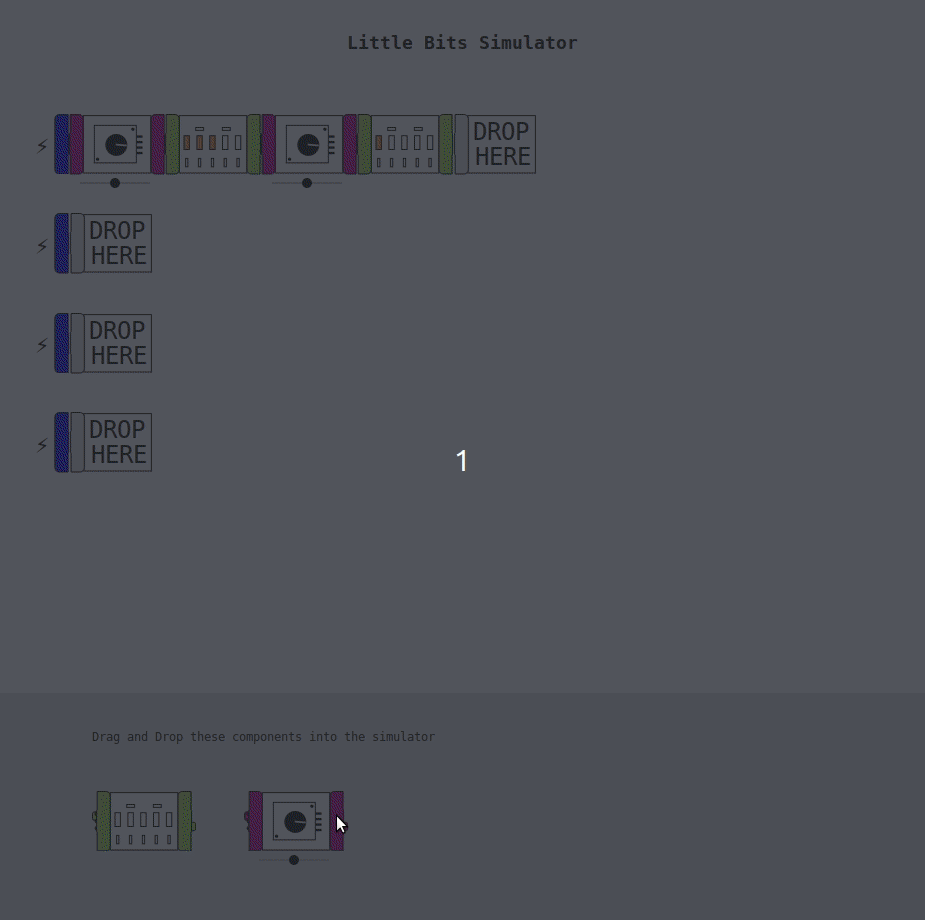 Little Bits Simulator
DROP
HERE
DROP
HERE
DROP
HERE
DROP
HERE
1
Drag and Drop these components into the simulator